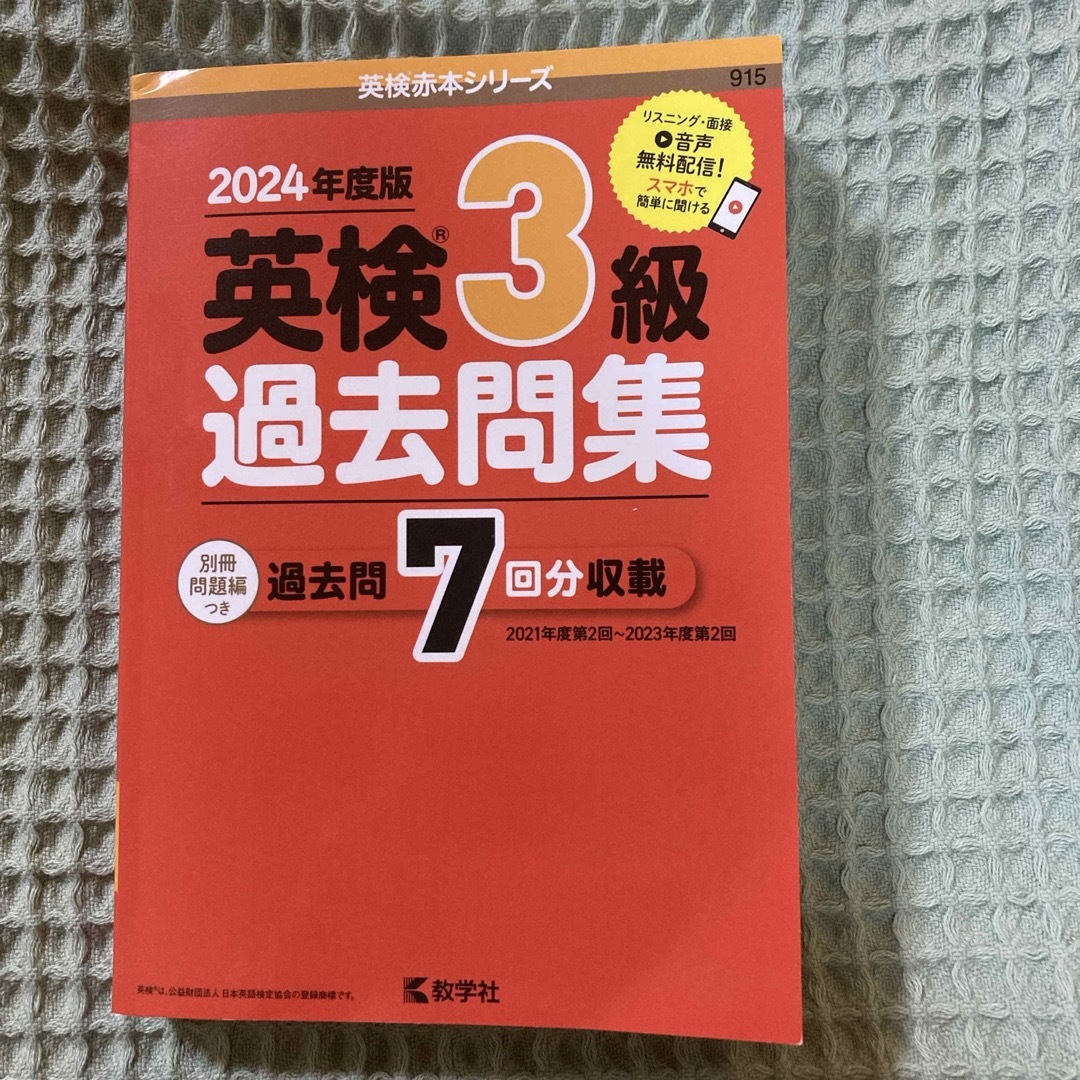 英検赤本シリーズ
915
リスニング・面接
音声
無料配信!
スマホで
簡単に聞ける
2024年度版
英検®3級
過去問集
別冊
問題編
つき
過去問7回分収載
2021年度第2回~2023年度第2回
英検®は、公益財団法人 日本英語検定協会の登録商標です。
教学社